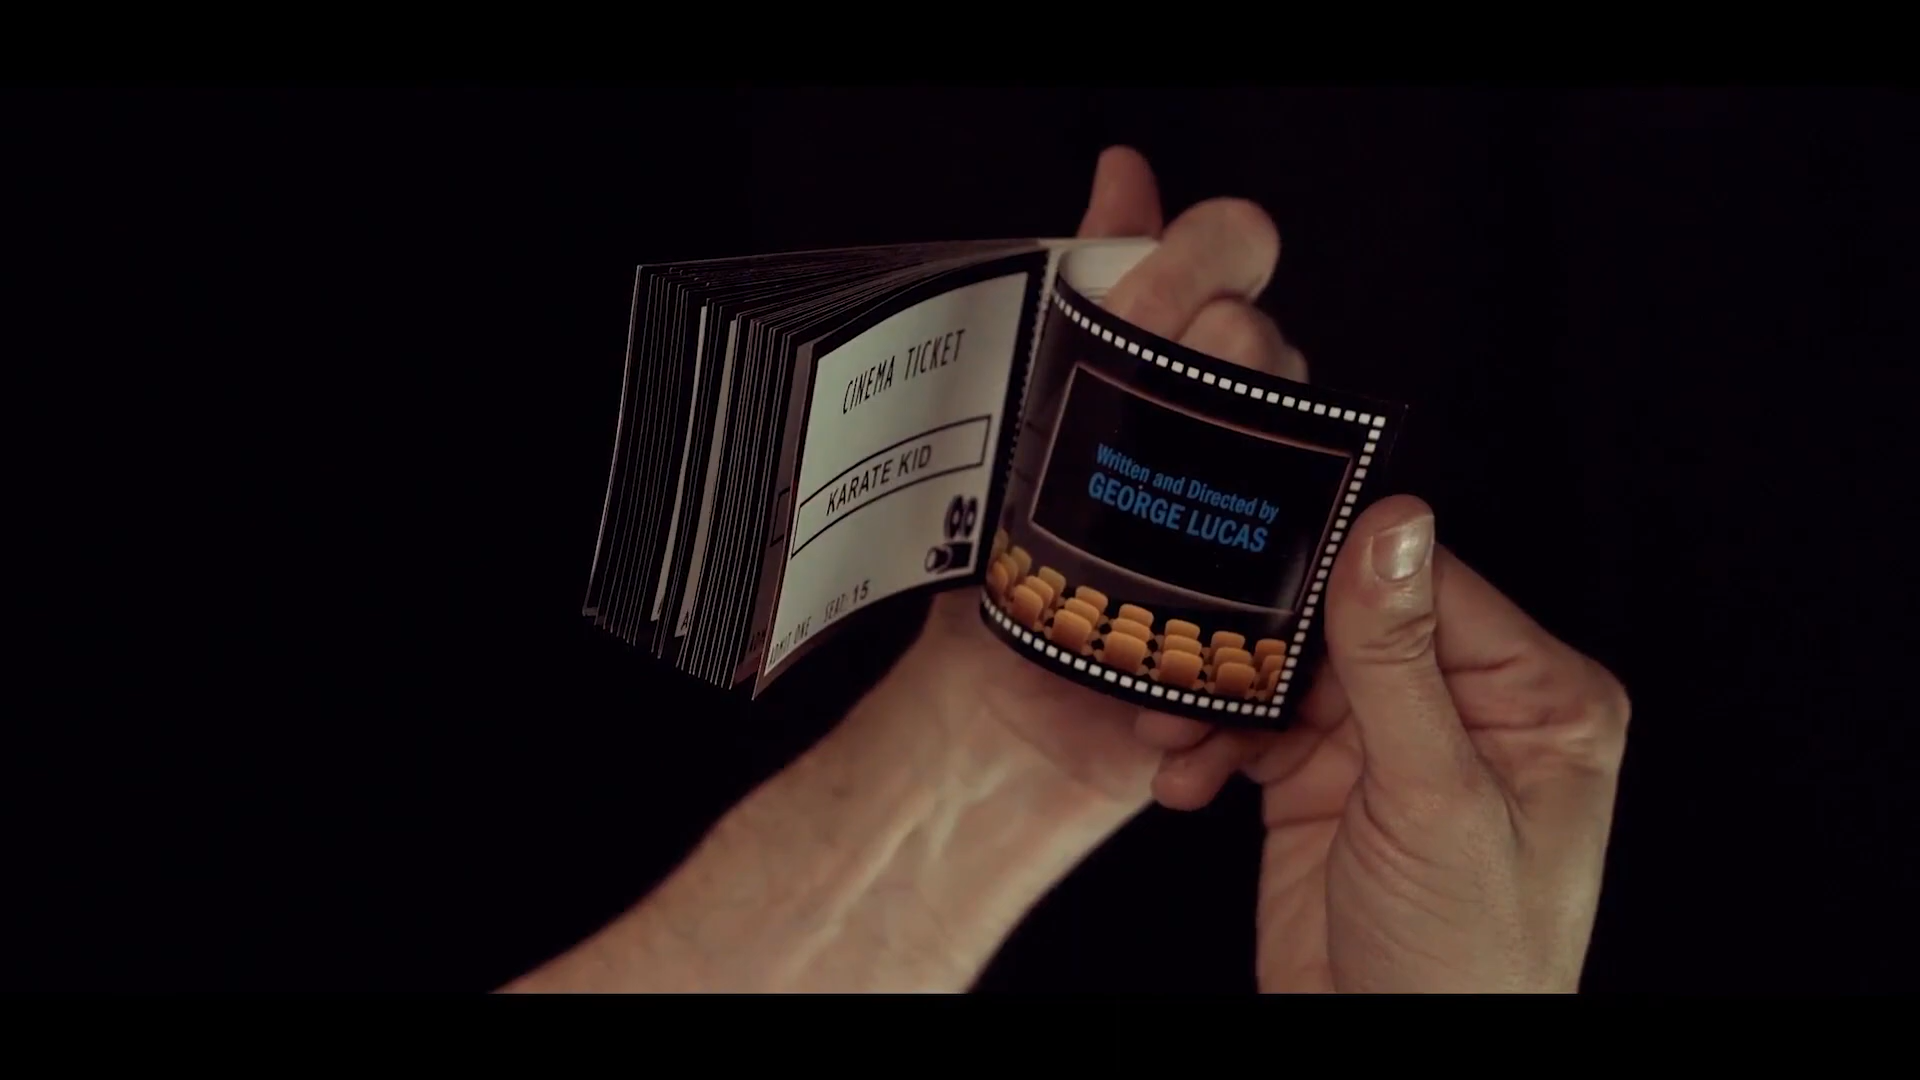 CINEMA TICKET
KARATE KID
ADMIT ONE SEAT: 15
Written and Directed by
GEORGE LUCAS